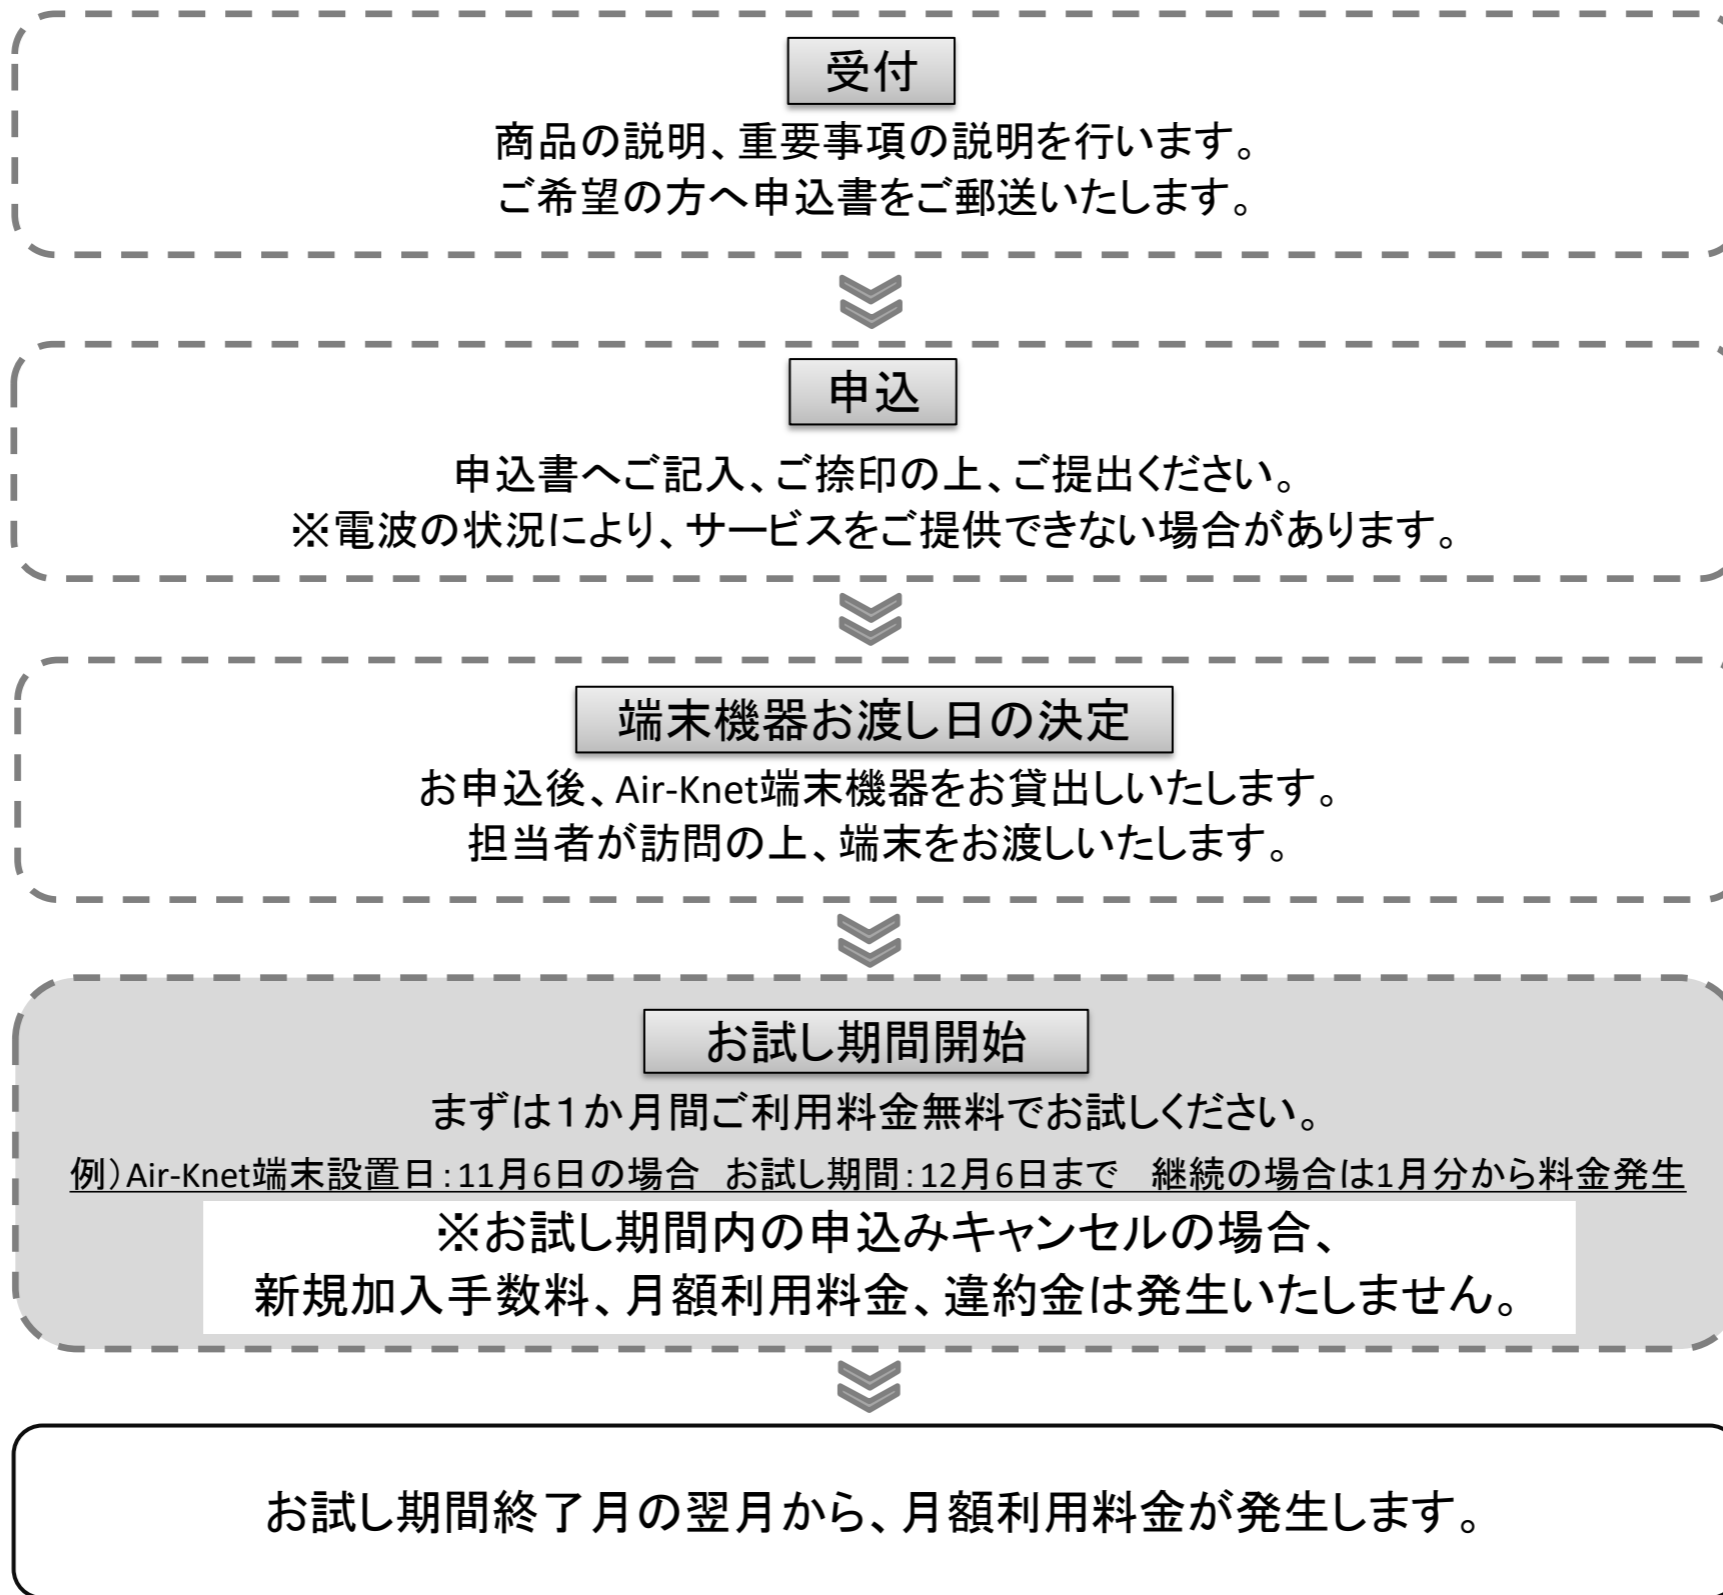 受付
商品の説明、重要事項の説明を行います。
ご希望の方へ申込書をご郵送いたします。
申込
申込書へご記入、ご捺印の上、ご提出ください。
※電波の状況により、サービスをご提供できない場合があります。
端末機器お渡し日の決定
お申込後、Air-Knet端末機器をお貸出しいたします。
担当者が訪問の上、端末をお渡しいたします。
お試し期間開始
まずは１か月間ご利用料金無料でお試しください。
例）Air-Knet端末設置日：11月6日の場合　お試し期間：12月6日まで　継続の場合は1月分から料金発生
※お試し期間内の申込みキャンセルの場合、
新規加入手数料、月額利用料金、違約金は発生いたしません。
お試し期間終了月の翌月から、月額利用料金が発生します。